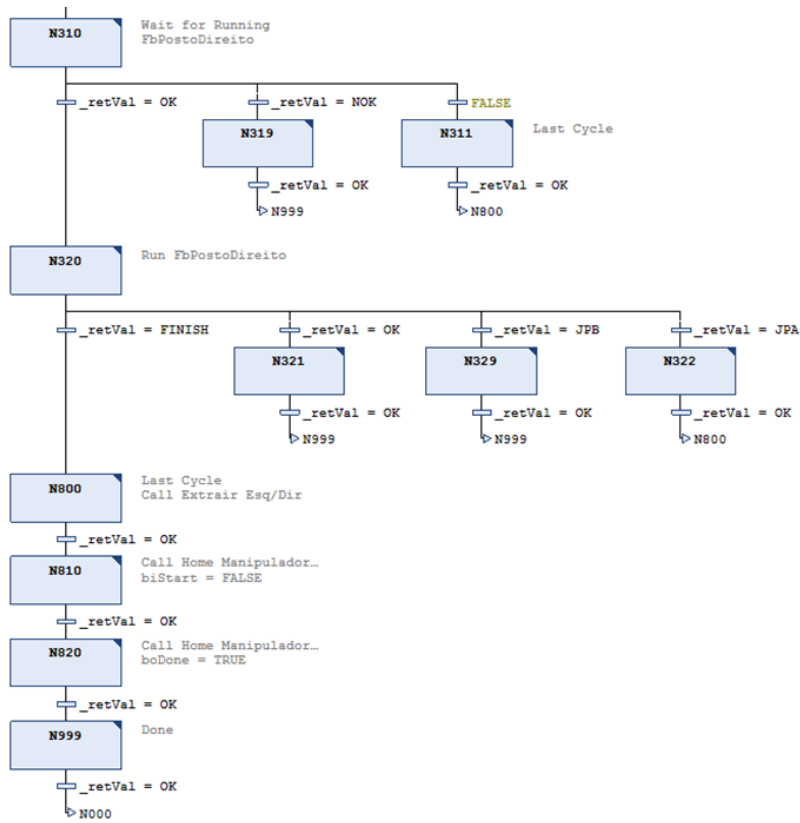 N310
Wait for Running
FbPostoDireito
_retVal = OK
_retVal = NOK
FALSE
N319
N311
Last Cycle
_retVal = OK
_retVal = OK
N999
N800
N320
Run FbPostoDireito
_retVal = FINISH
_retVal = OK
_retVal = JPB
_retVal = JPA
N321
N329
N322
_retVal = OK
_retVal = OK
_retVal = OK
N999
N999
N800
N800
Last Cycle
Call Extrair Esq/Dir
_retVal = OK
N810
Call Home Manipulador…
biStart = FALSE
_retVal = OK
N820
Call Home Manipulador…
boDone = TRUE
_retVal = OK
N999
Done
_retVal = OK
N000